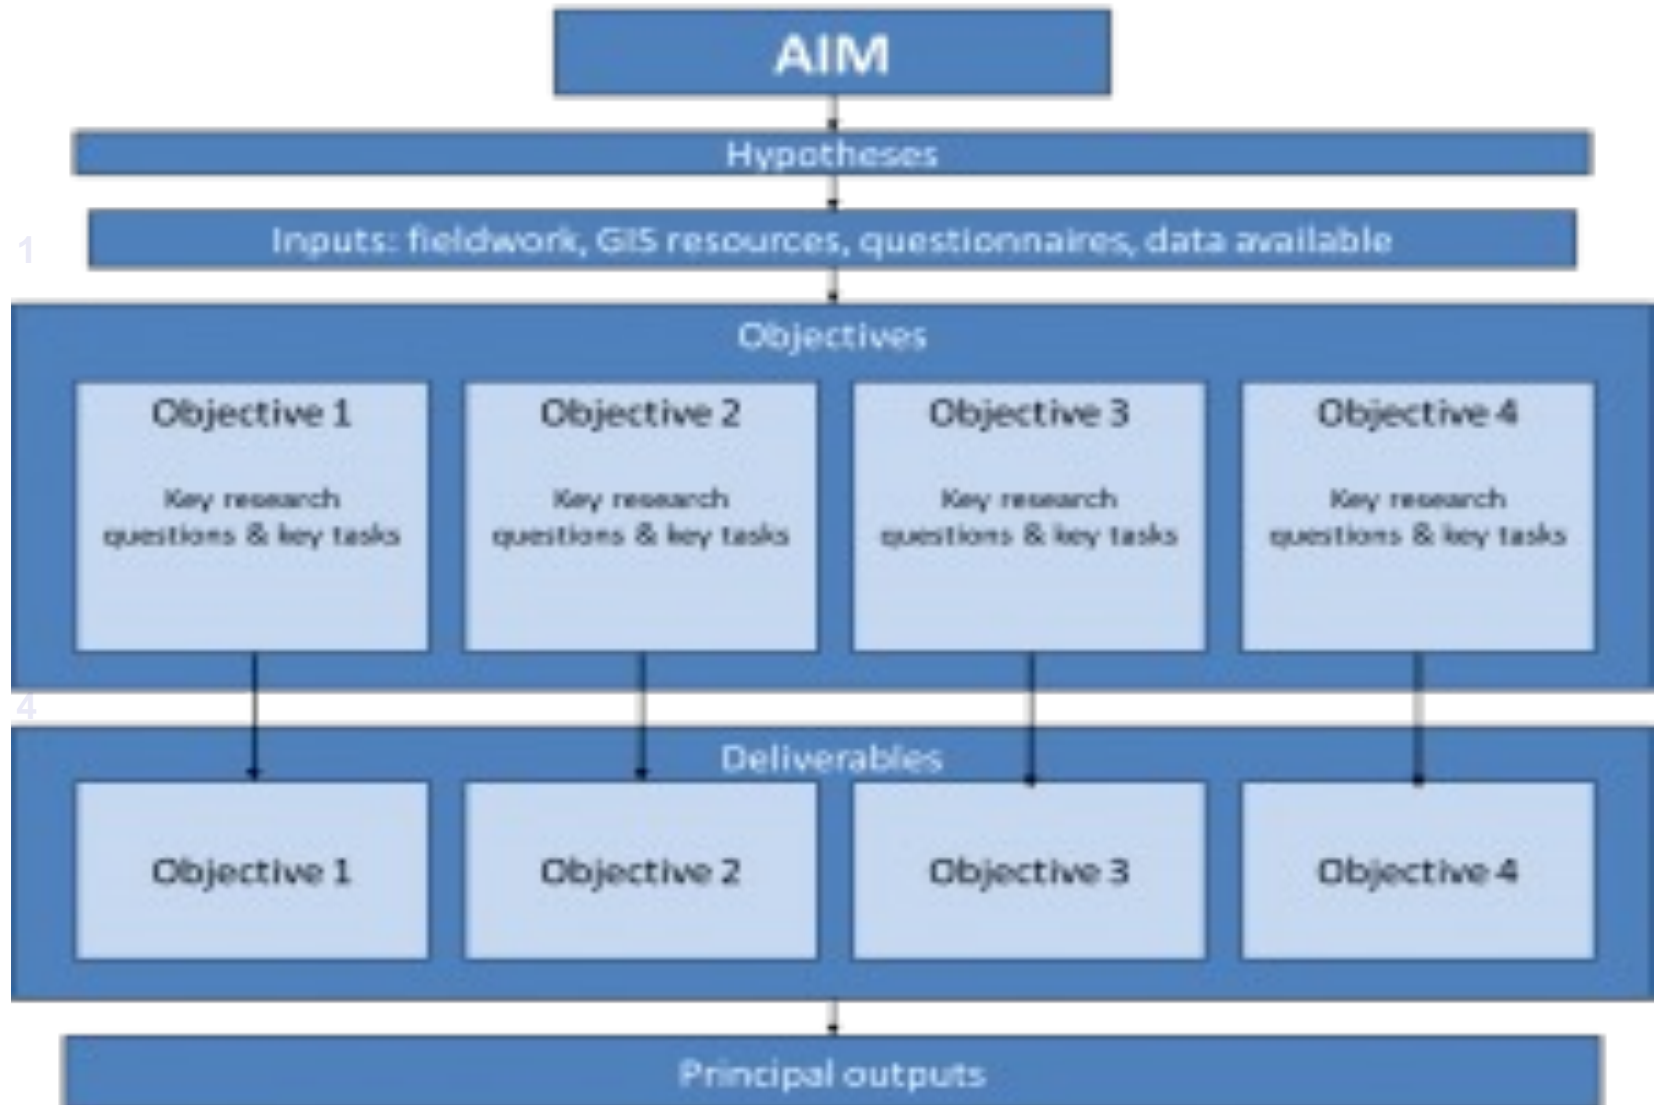 AIM
Hypotheses
1
Inputs: fieldwork, GIS resources, questionnaires, data available
Objectives
Objective 1
Key research
questions & key tasks
Objective 2
Key research
questions & key tasks
Objective 3
Key research
questions & key tasks
Objective 4
Key research
questions & key tasks
4
Deliverables
Objective 1
Objective 2
Objective 3
Objective 4
Principal outputs